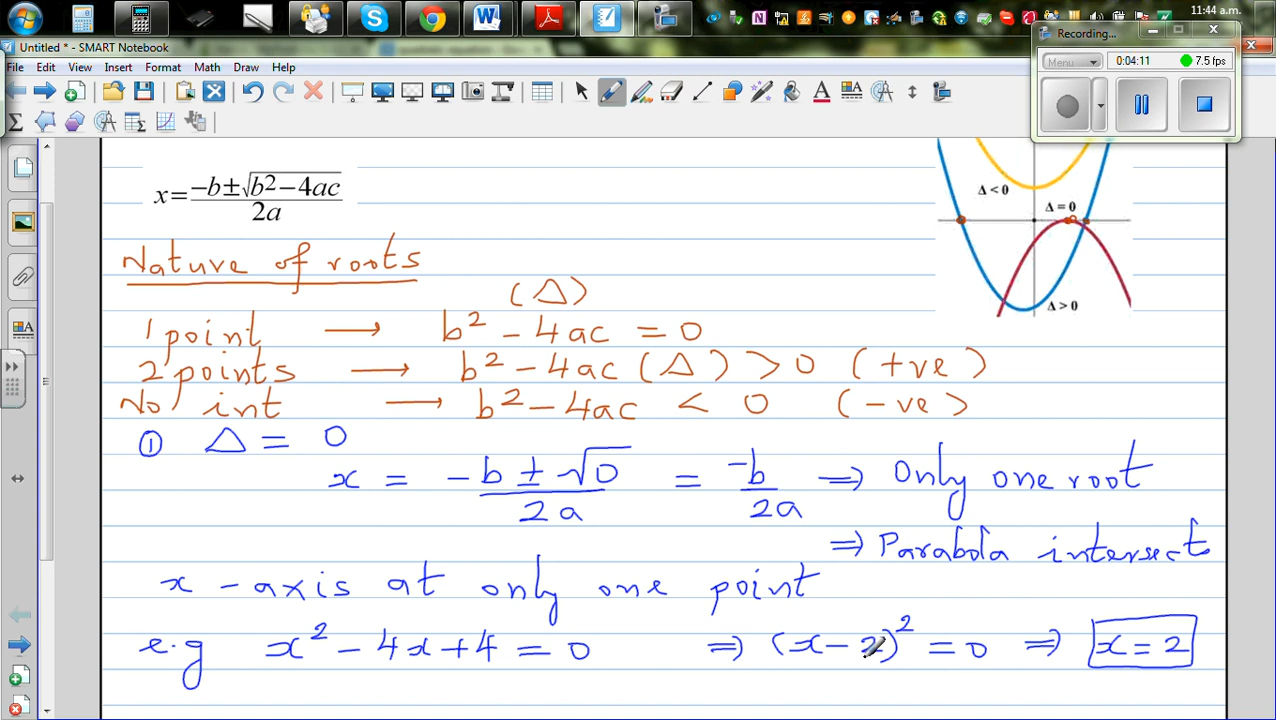 11:44 a.m.
Untitled * - SMART Notebook
Recording...
File Edit View Insert Format Math Draw Help
Menu
0:04:11
7.5 fps
x=−b±√b2−4ac/2a
Δ < 0
Δ = 0
Δ > 0
Nature of roots
(Δ)
1 point → b² - 4ac = 0
2 points → b² - 4ac (Δ) > 0 (+ve)
No int → b² - 4ac < 0 (-ve)
① Δ = 0
x = -b ± √0 / 2a = -b / 2a ⇒ Only one root
⇒ Parabola intersects
x - axis at only one point
e.g x² - 4x + 4 = 0 ⇒ (x - 2)² = 0 ⇒ x = 2